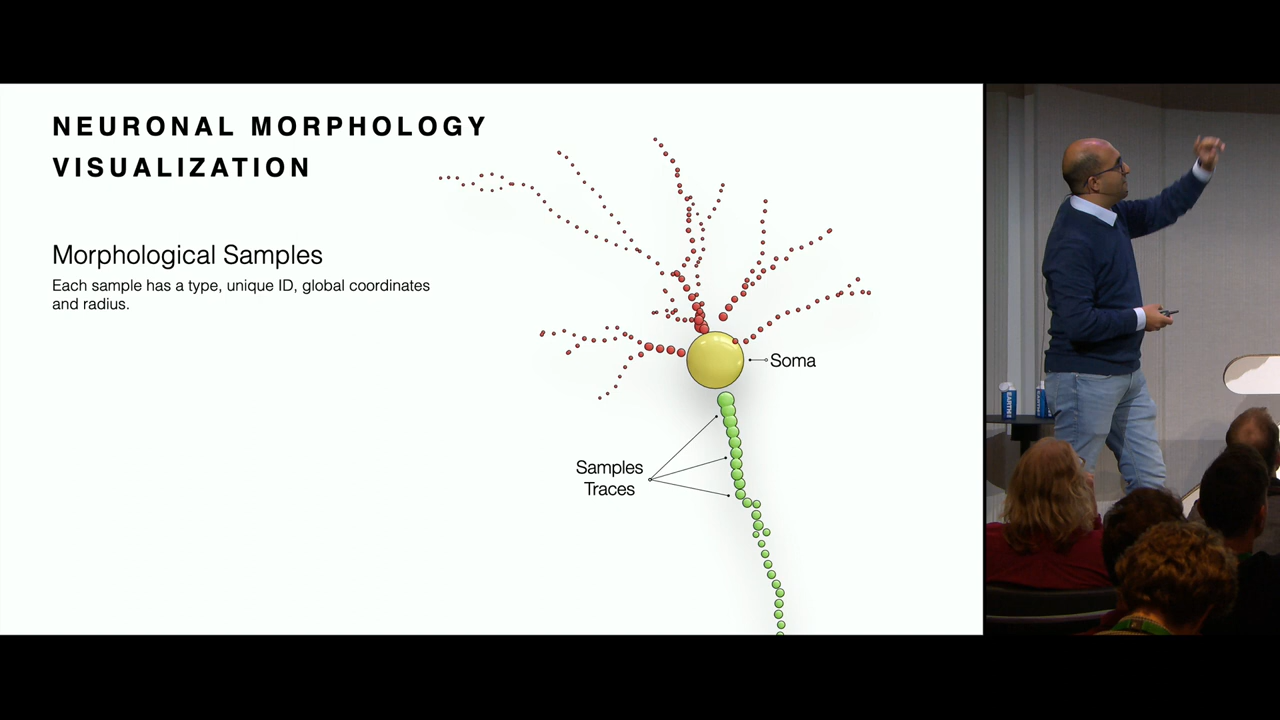 NEURONAL MORPHOLOGY
VISUALIZATION
Morphological Samples
Each sample has a type, unique ID, global coordinates
and radius.
Soma
Samples
Traces